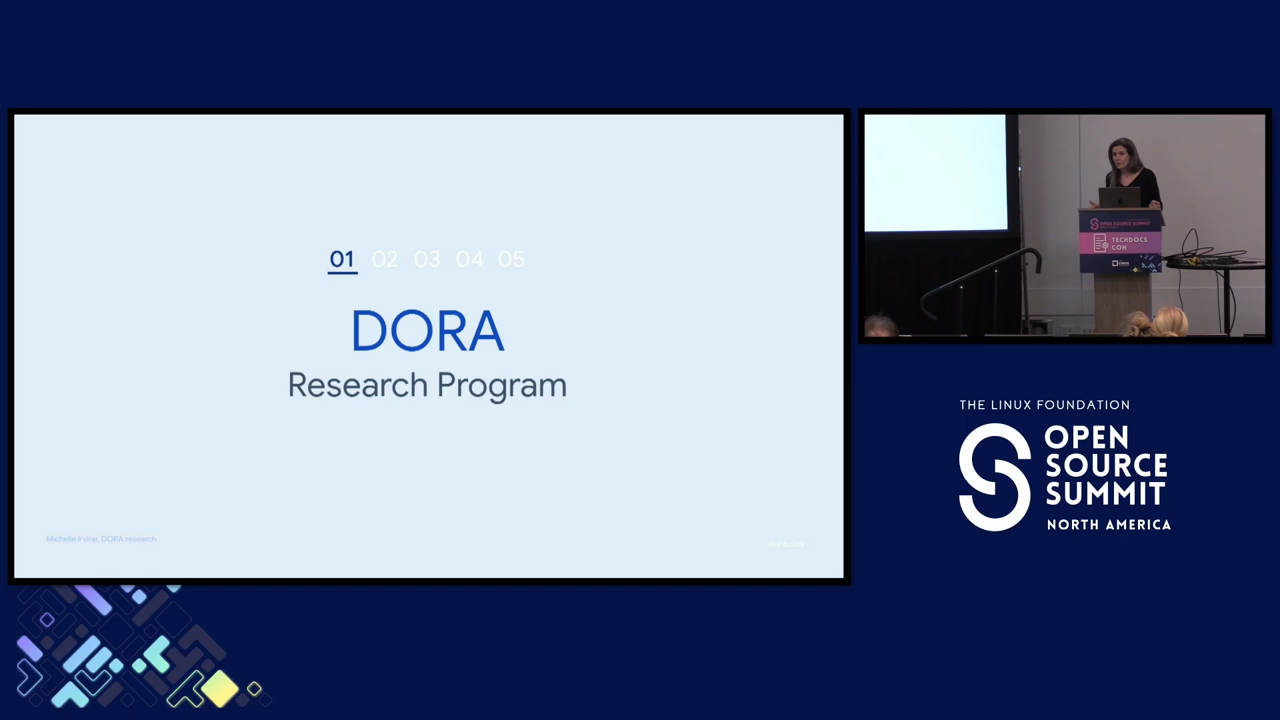 01 02 03 04 05
DORA
Research Program
Michelle Irvine, DORA research
dora.dev
OPEN SOURCE SUMMIT
TECHDOCS
CON
THE LINUX FOUNDATION
OPEN
SOURCE
SUMMIT
NORTH AMERICA